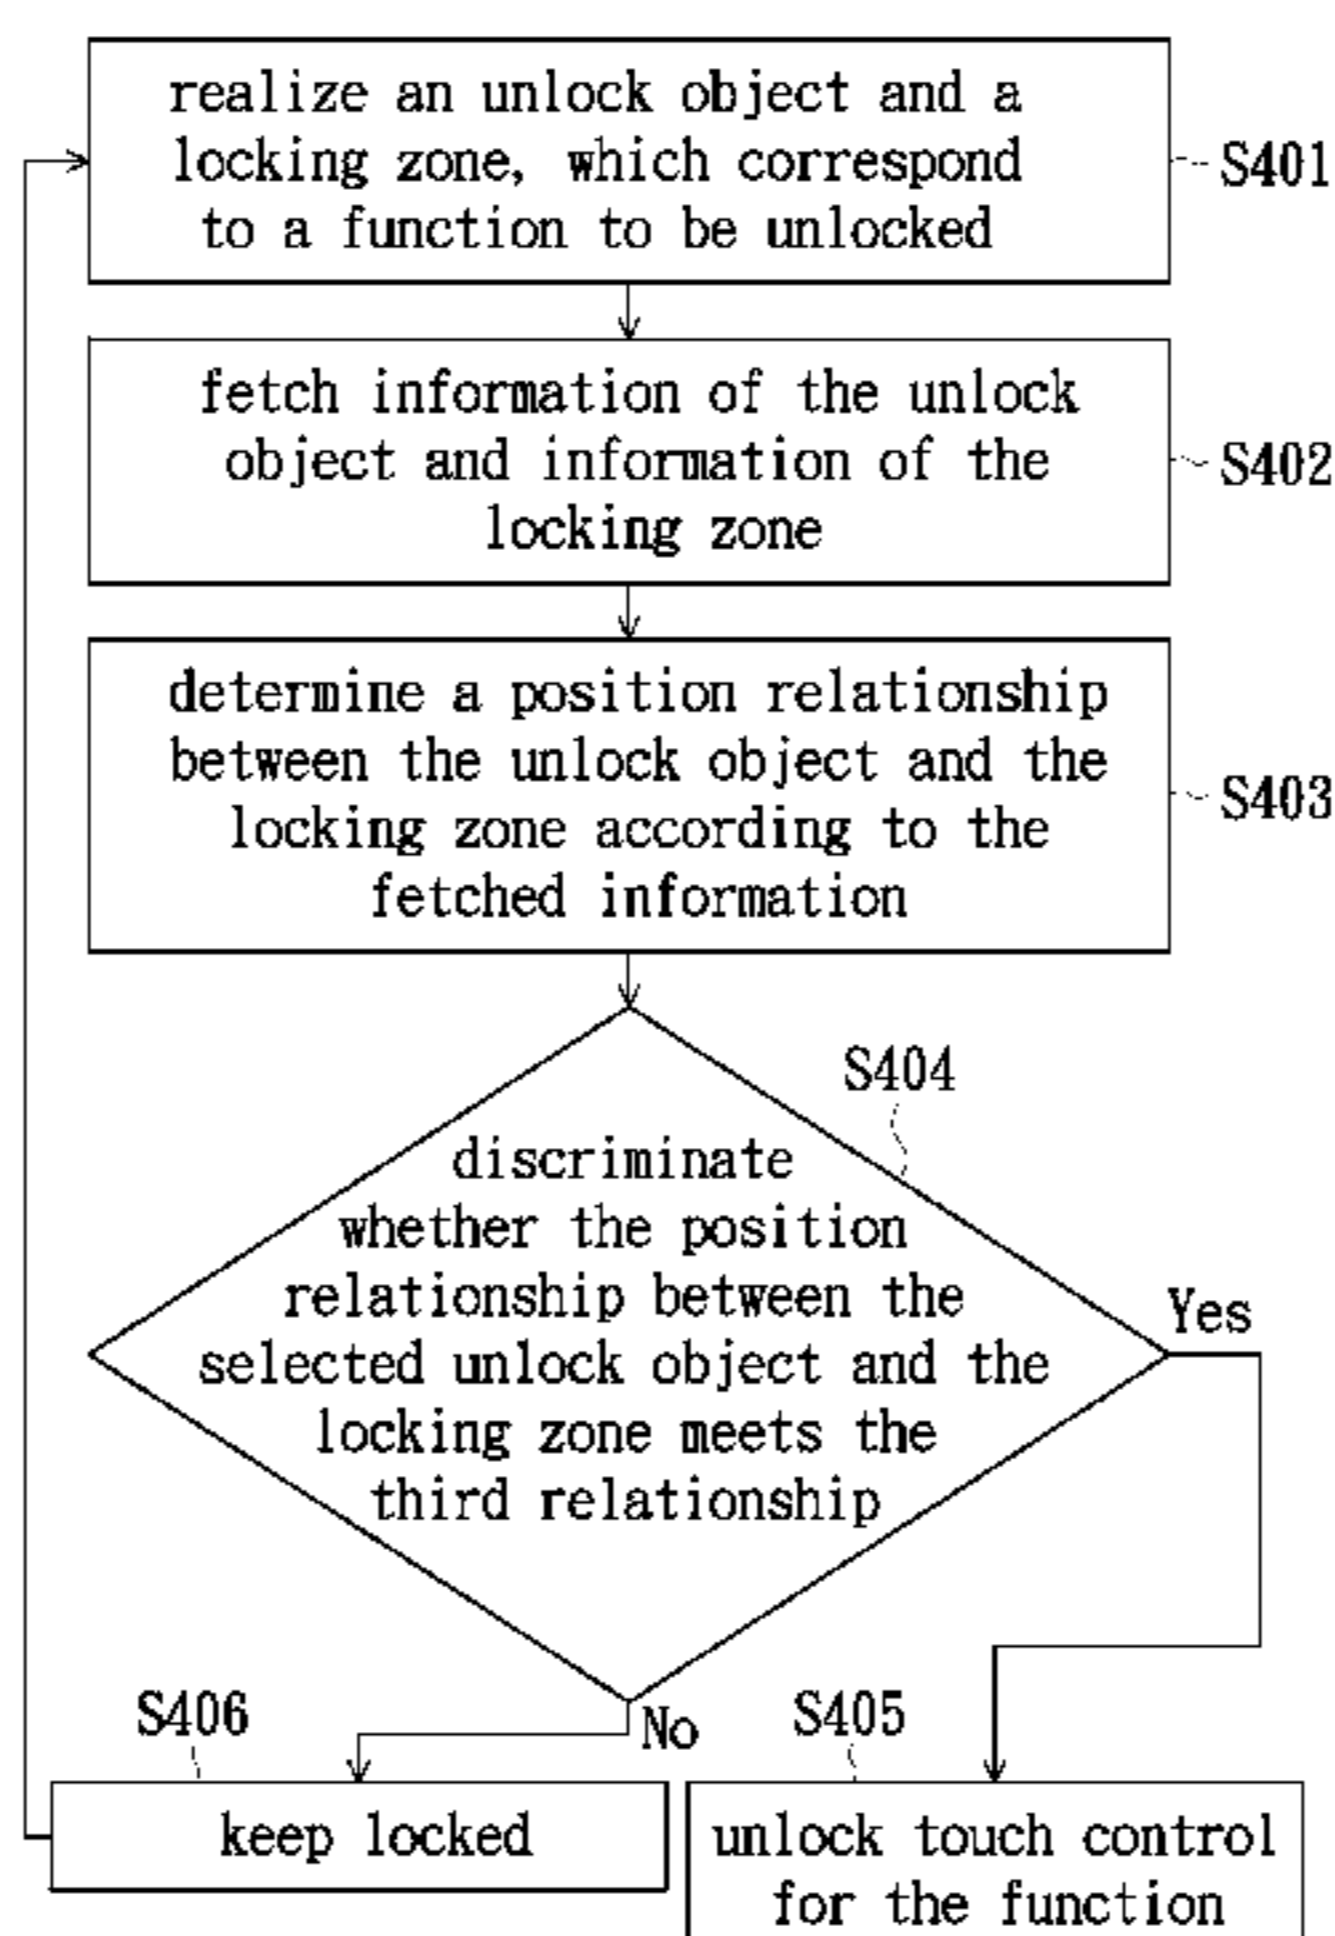 realize an unlock object and a
locking zone, which correspond
to a function to be unlocked
S401
fetch information of the unlock
object and information of the
locking zone
S402
determine a position relationship
between the unlock object and the
locking zone according to the
fetched information
S403
S404
discriminate
whether the position
relationship between the
selected unlock object and the
locking zone meets the
third relationship
Yes
No
S406
keep locked
S405
unlock touch control
for the function